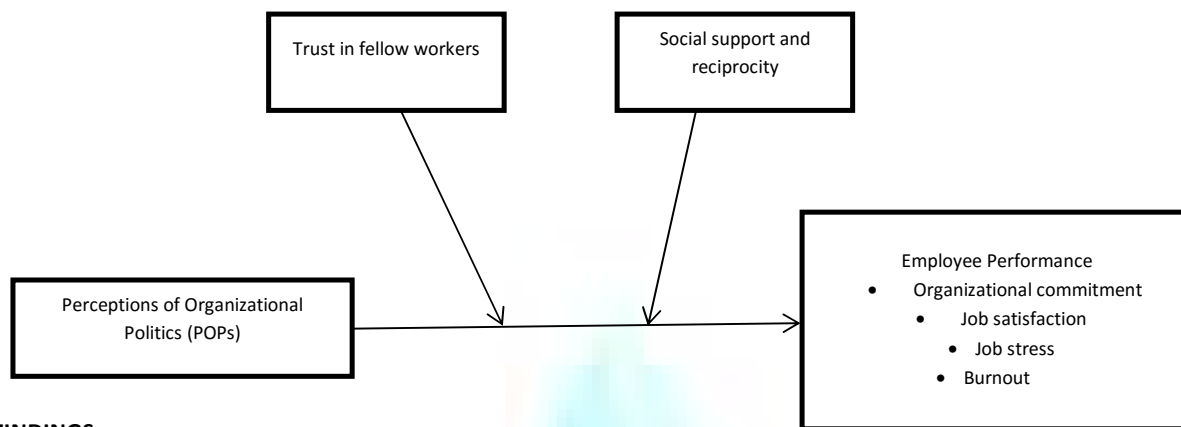 Trust in fellow workers
Social support and
reciprocity
Perceptions of Organizational
Politics (POPs)
Employee Performance
• Organizational commitment
• Job satisfaction
• Job stress
• Burnout